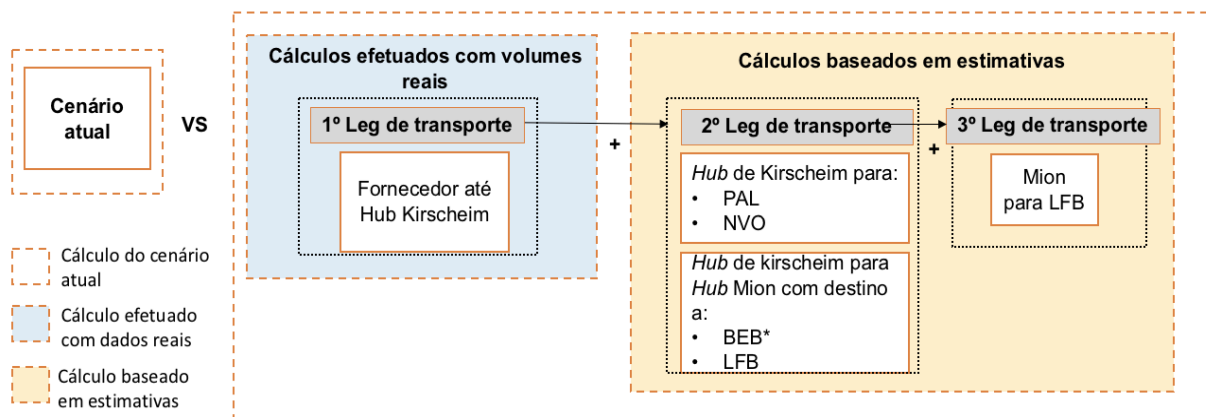 Cenário
atual
VS
Cálculos efetuados com volumes
reais
1º Leg de transporte
Fornecedor até
Hub Kirscheim
+
Cálculos baseados em estimativas
2º Leg de transporte
Hub de Kirscheim para:
• PAL
• NVO
Hub de kirscheim para
Hub Mion com destino
a:
• BEB*
• LFB
+
3º Leg de transporte
Mion
para LFB
Cálculo do cenário
atual
Cálculo efetuado
com dados reais
Cálculo baseado
em estimativas